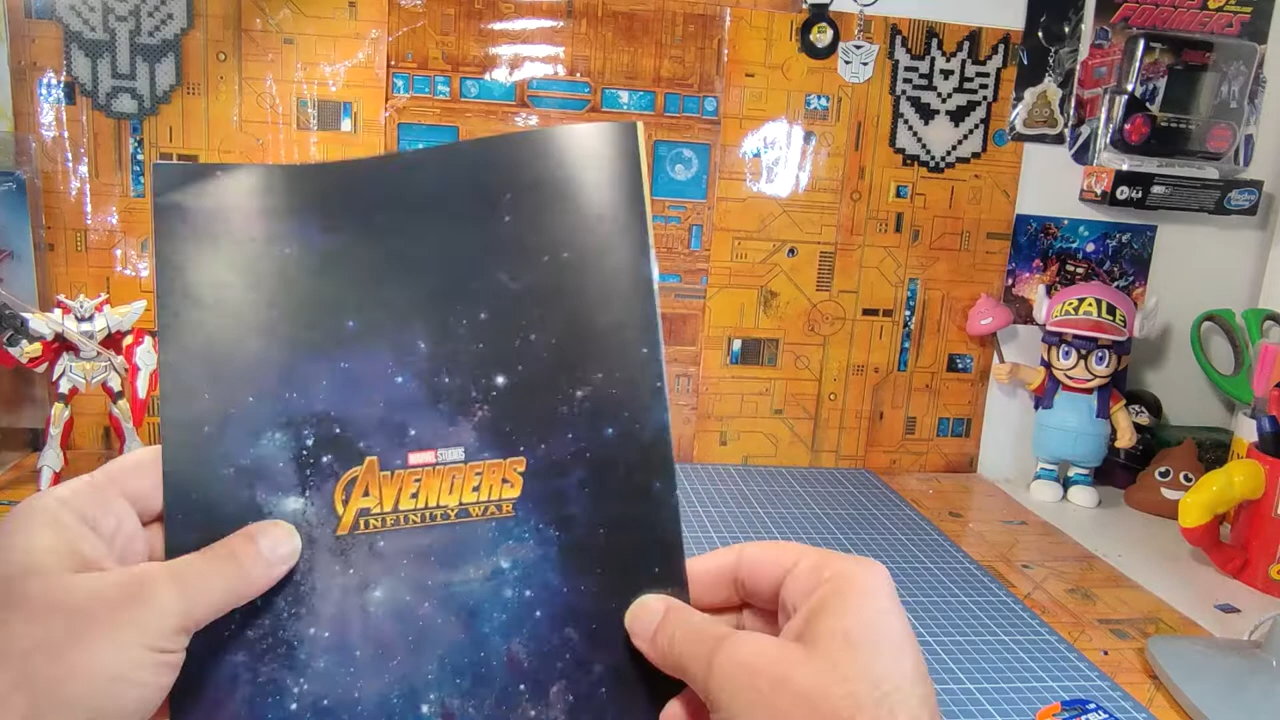 MARVEL STUDIOS
AVENGERS
INFINITY WAR
FORMERS
ARALE